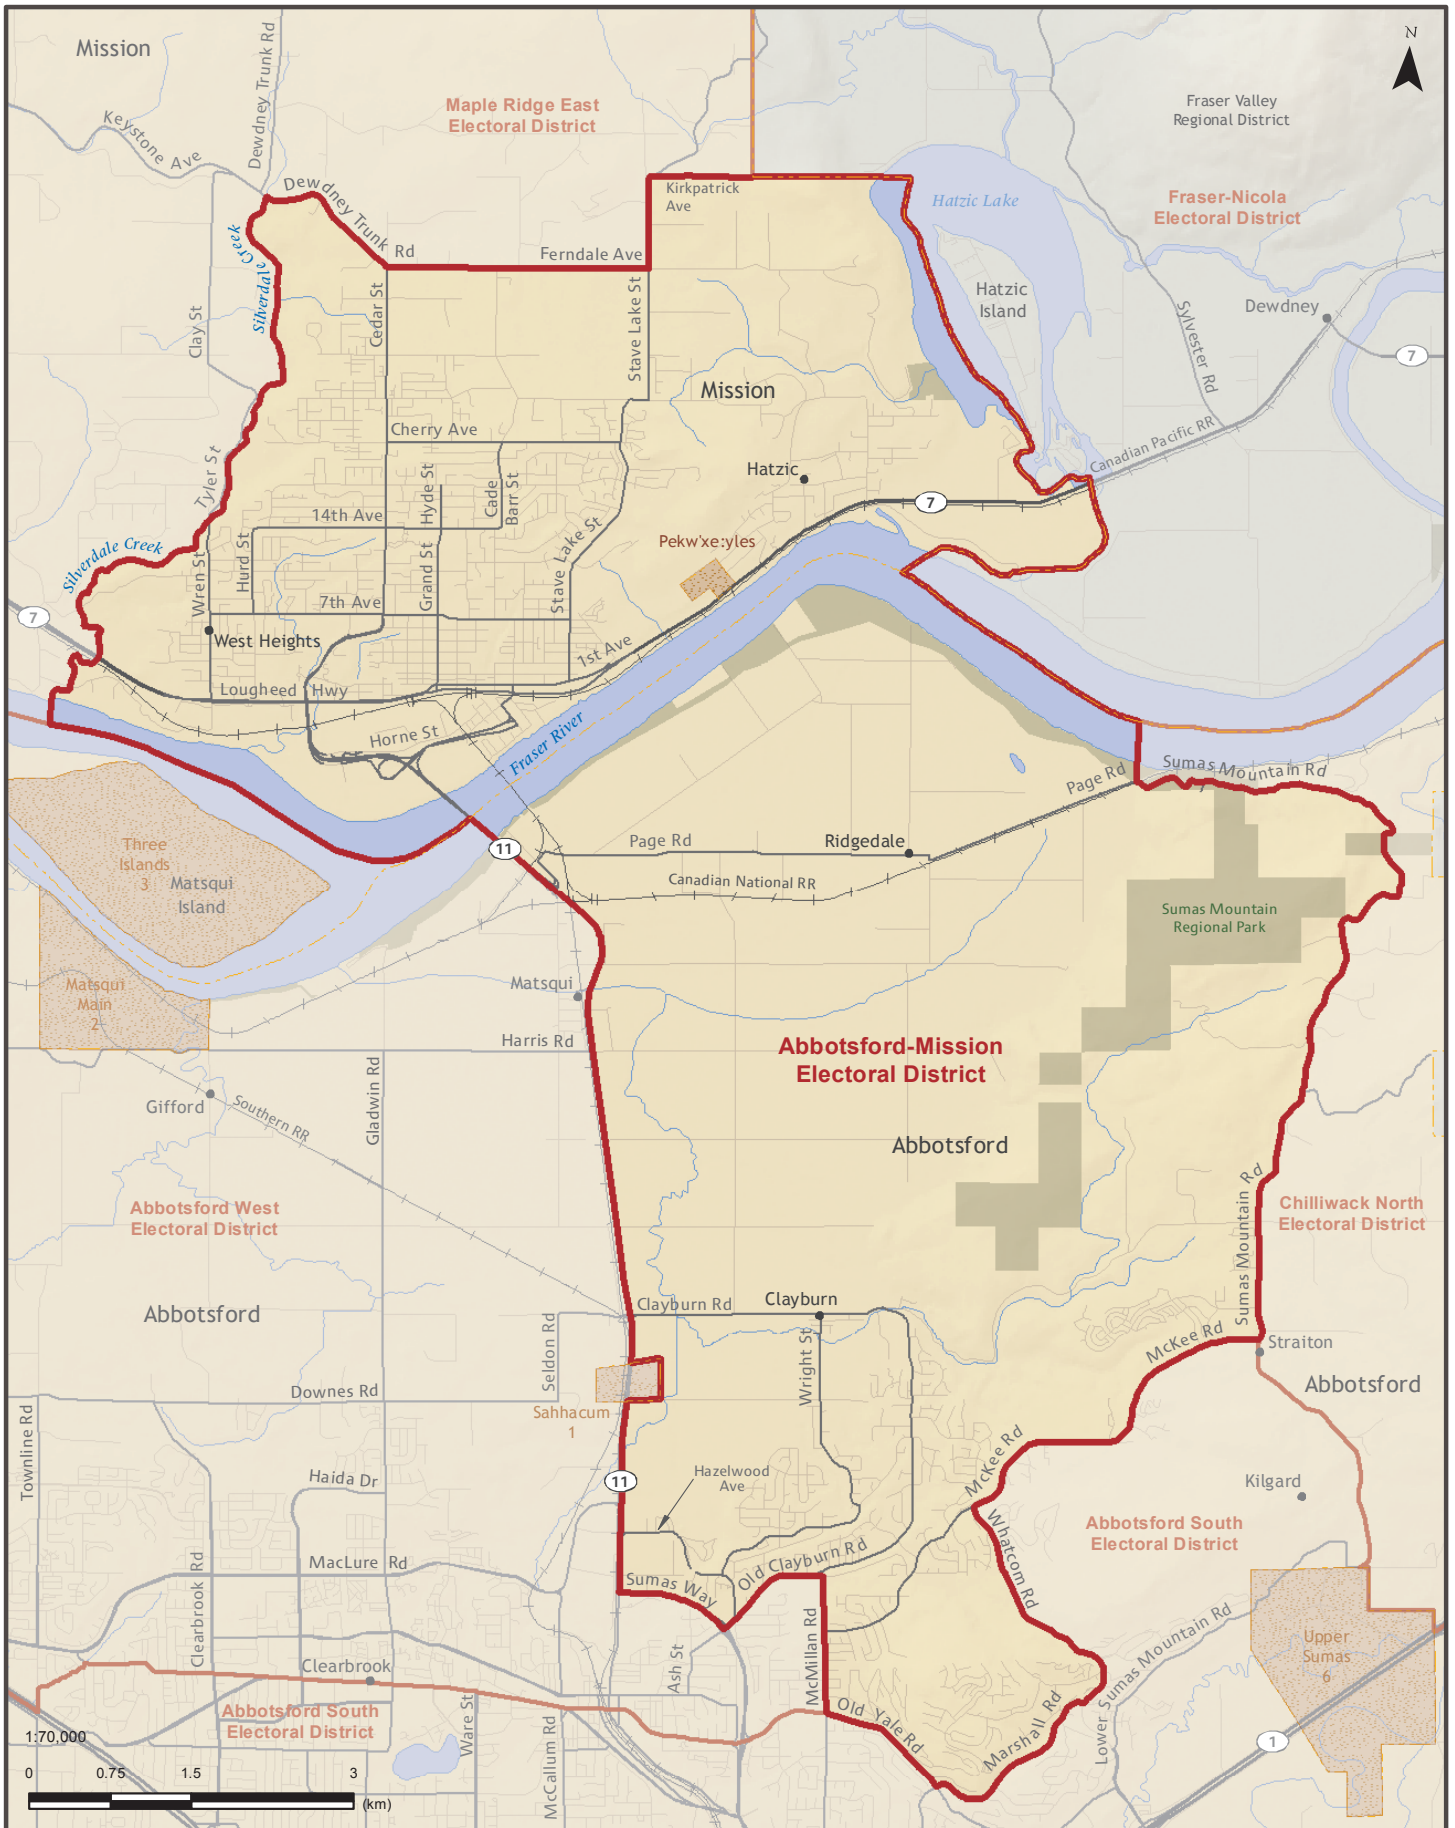 N
Mission
Dewdney Trunk Rd
Maple Ridge East
Electoral District
Fraser Valley
Regional District
Keystone Ave
Dewdney Trunk
Rd
Kirkpatrick
Ave
Hatzic Lake
Fraser-Nicola
Electoral District
Silverdale Creek
Ferndale Ave
Clay St
Cedar St
Stave Lake St
Hatzic
Island
Sylvester Rd
Dewdney
7
Mission
Cherry Ave
Canadian Pacific RR
Tyler St
Hatzic
Hyde St
Cade
Barr St
7
14th Ave
Silverdale Creek
Hurd St
Wren St
Grand St
Stave Lake St
Pekw'xe:yles
7
7th Ave
West Heights
1st Ave
Lougheed Hwy
Horne St
Fraser River
Page Rd
Sumas Mountain Rd
Three
Islands
3
Matsqui
Island
11
Page Rd
Ridgedale
Canadian National RR
Sumas Mountain
Regional Park
Matsqui
Main
2
Matsqui
Harris Rd
Abbotsford-Mission
Electoral District
Gifford
Southern RR
Gladwin Rd
Abbotsford
Abbotsford West
Electoral District
Sumas Mountain Rd
Chilliwack North
Electoral District
Abbotsford
Clayburn Rd
Clayburn
Seldon Rd
Wright St
McKee Rd
Straiton
Abbotsford
Downes Rd
Sahhacum
1
Townline Rd
McKee Rd
Haida Dr
11
Hazelwood
Ave
Kilgard
Abbotsford South
Electoral District
Whatcom Rd
MacLure Rd
Clearbrook Rd
Sumas Way
Old Clayburn Rd
McMillan Rd
Ash St
Lower Sumas Mountain Rd
Upper
Sumas
6
Clearbrook
Abbotsford South
Electoral District
Ware St
McCallum Rd
Old Yale Rd
Marshall Rd
1
1:70,000
0 0.75 1.5 3
(km)